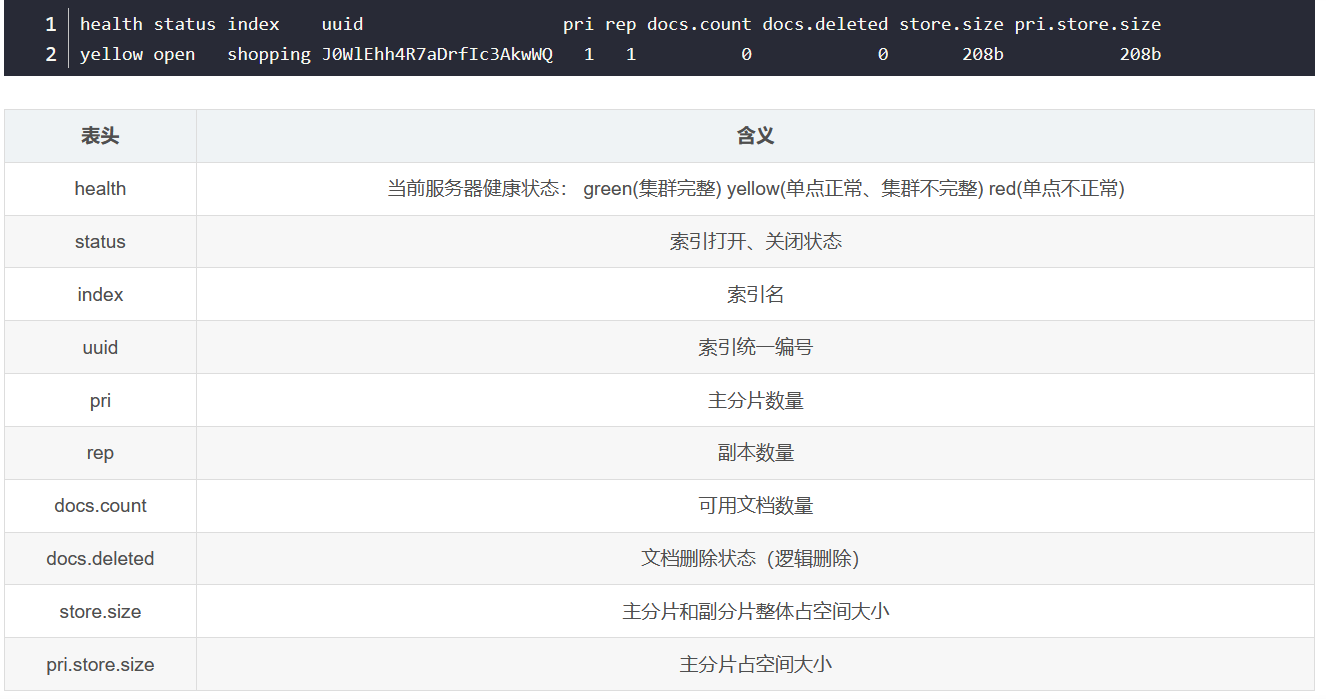 1 health status index uuid pri rep docs.count docs.deleted store.size pri.store.size
2 yellow open shopping J0WlEhh4R7aDrfIc3AkwWQ 1 1 0 0 208b 208b
表头 含义
health 当前服务器健康状态： green(集群完整) yellow(单点正常、集群不完整) red(单点不正常)
status 索引打开、关闭状态
index 索引名
uuid 索引统一编号
pri 主分片数量
rep 副本数量
docs.count 可用文档数量
docs.deleted 文档删除状态（逻辑删除）
store.size 主分片和副分片整体占空间大小
pri.store.size 主分片占空间大小